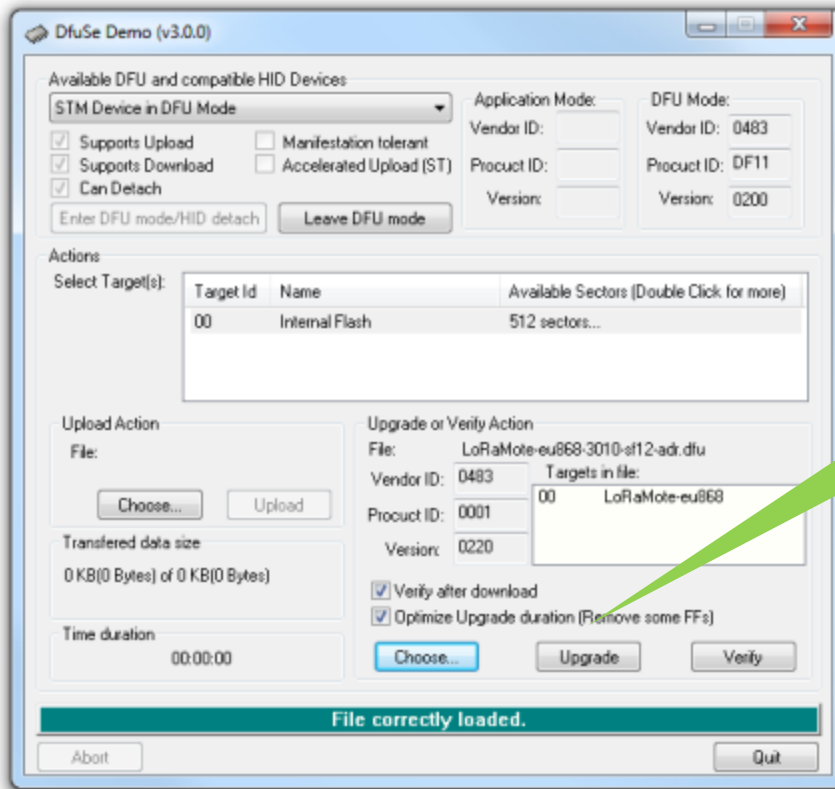 DfuSe Demo (v3.0.0)
Available DFU and compatible HID Devices
STM Device in DFU Mode
Supports Upload
Manifestation tolerant
Supports Download
Accelerated Upload (ST)
Can Detach
Enter DFU mode/HID detach
Leave DFU mode
Application Mode:
Vendor ID:
Procuct ID:
Version:
DFU Mode:
Vendor ID: 0483
Procuct ID: DF11
Version: 0200
Actions
Select Target(s):
Target Id Name Available Sectors (Double Click for more)
00 Internal Flash 512 sectors...
Upload Action
File:
Choose... Upload
Transfered data size
0 KB(0 Bytes) of 0 KB(0 Bytes)
Time duration
00:00:00
Upgrade or Verify Action
File: LoRaMote-eu868-3010-sf12-adr.dfu
Vendor ID: 0483
Procuct ID: 0001
Version: 0220
Targets in file:
00 LoRaMote-eu868
Verify after download
Optimize Upgrade duration (Remove some FFs)
Choose... Upgrade Verify
File correctly loaded.
Abort Quit